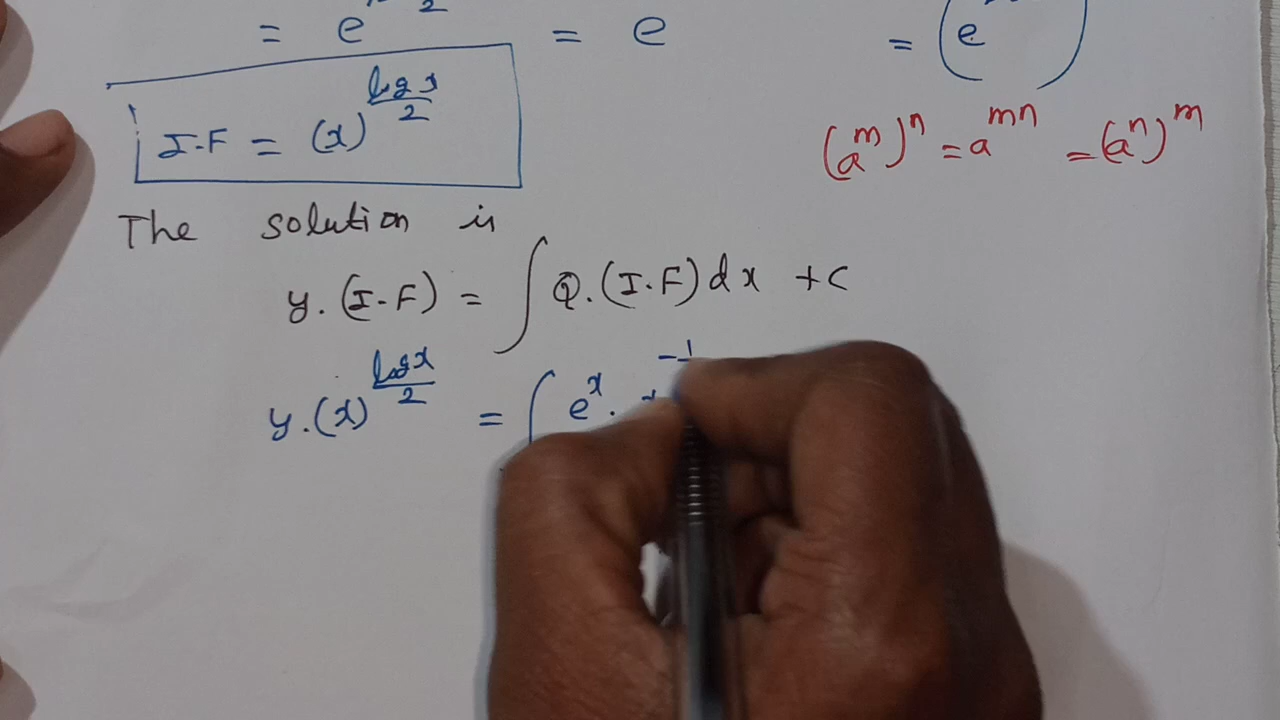 = e = e = (e)
I.F = (x)^(log x/2)
(a^m)^n = a^mn = (a^n)^m
The solution is
y.(I.F) = ∫ Q.(I.F) dx + c
y.(x)^(log x/2) = ∫ e^x .